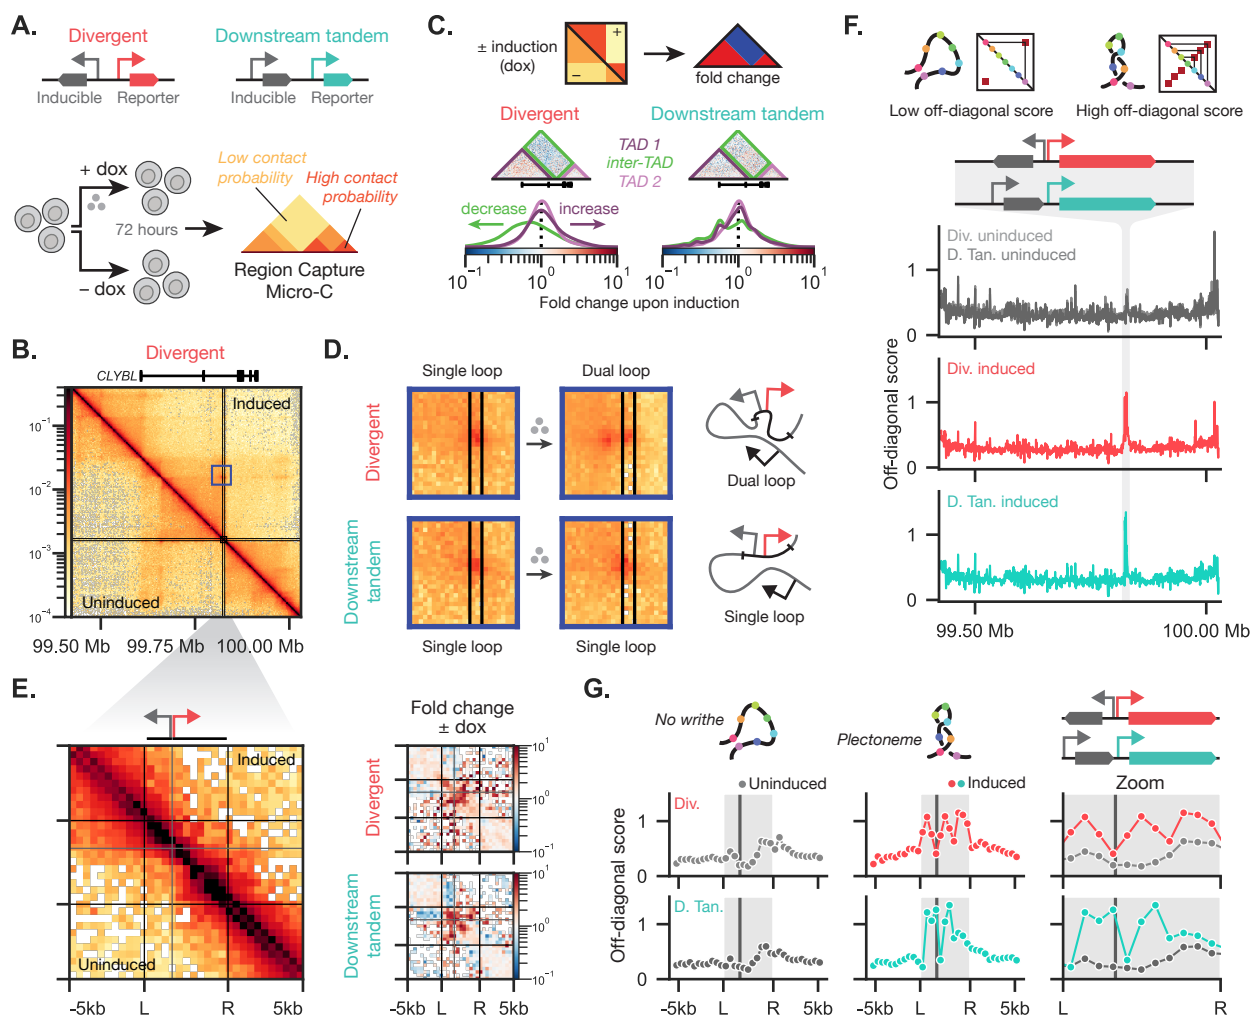 A.
Divergent
Downstream tandem
Inducible
Reporter
Inducible
Reporter
+ dox
− dox
72 hours
Low contact
probability
High contact
probability
Region Capture
Micro-C
B.
Divergent
CLYBL
Induced
Uninduced
10⁻¹
10⁻²
10⁻³
10⁻⁴
99.50 Mb
99.75 Mb
100.00 Mb
C.
± induction
(dox)
+
−
fold change
Divergent
Downstream tandem
TAD 1
inter-TAD
TAD 2
decrease
increase
10⁻¹
10⁰
10¹
10⁻¹
10⁰
10¹
Fold change upon induction
D.
Single loop
Dual loop
Divergent
Dual loop
Downstream
tandem
Single loop
Single loop
Single loop
E.
Induced
Uninduced
-5kb
L
R
5kb
Fold change
± dox
Divergent
10¹
10⁰
10⁻¹
Downstream
tandem
10¹
10⁰
10⁻¹
-5kb
L
R
5kb
F.
Low off-diagonal score
High off-diagonal score
Off-diagonal score
Div. uninduced
D. Tan. uninduced
1
0
Div. induced
1
0
D. Tan. induced
1
0
99.50 Mb
100.00 Mb
G.
No writhe
Plectoneme
Uninduced
Induced
Zoom
Off-diagonal score
Div.
1
0
1
0
1
0
D. Tan.
1
0
1
0
1
0
-5kb
L
R
5kb
-5kb
L
R
5kb
L
R